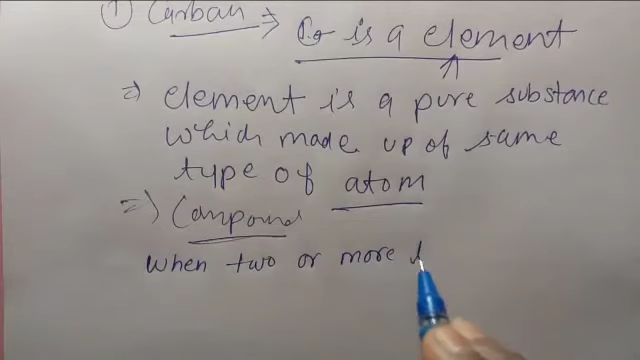 ① Carban ⇒ Co is a element
⇒ element is a pure substance
which made up of same
type of atom
⇒ Compound
When two or more